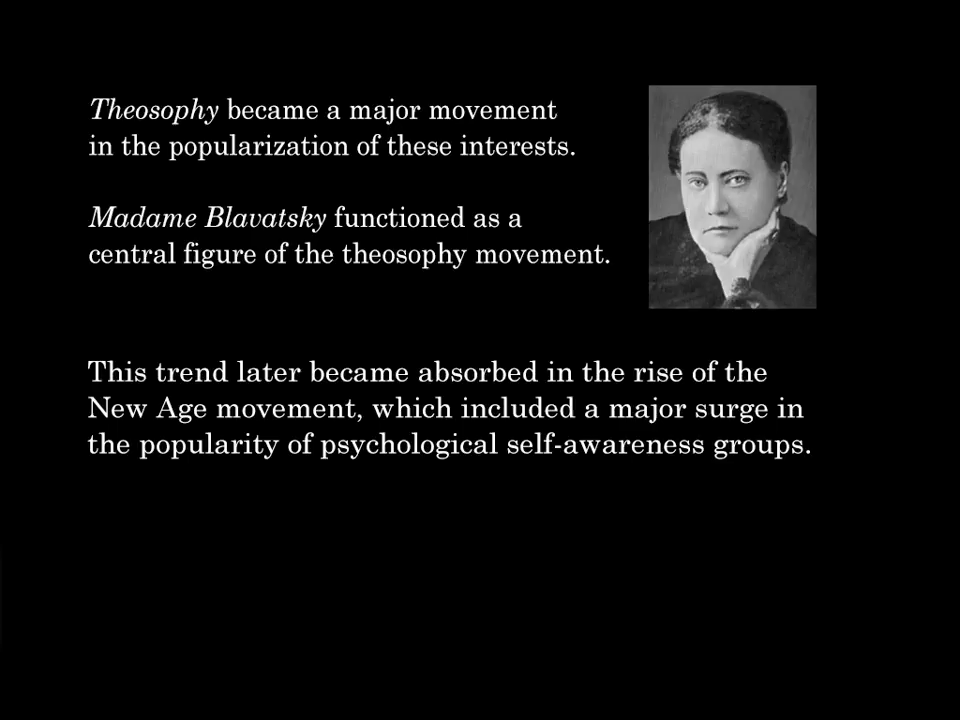 Theosophy became a major movement
in the popularization of these interests.
Madame Blavatsky functioned as a
central figure of the theosophy movement.
This trend later became absorbed in the rise of the
New Age movement, which included a major surge in
the popularity of psychological self-awareness groups.